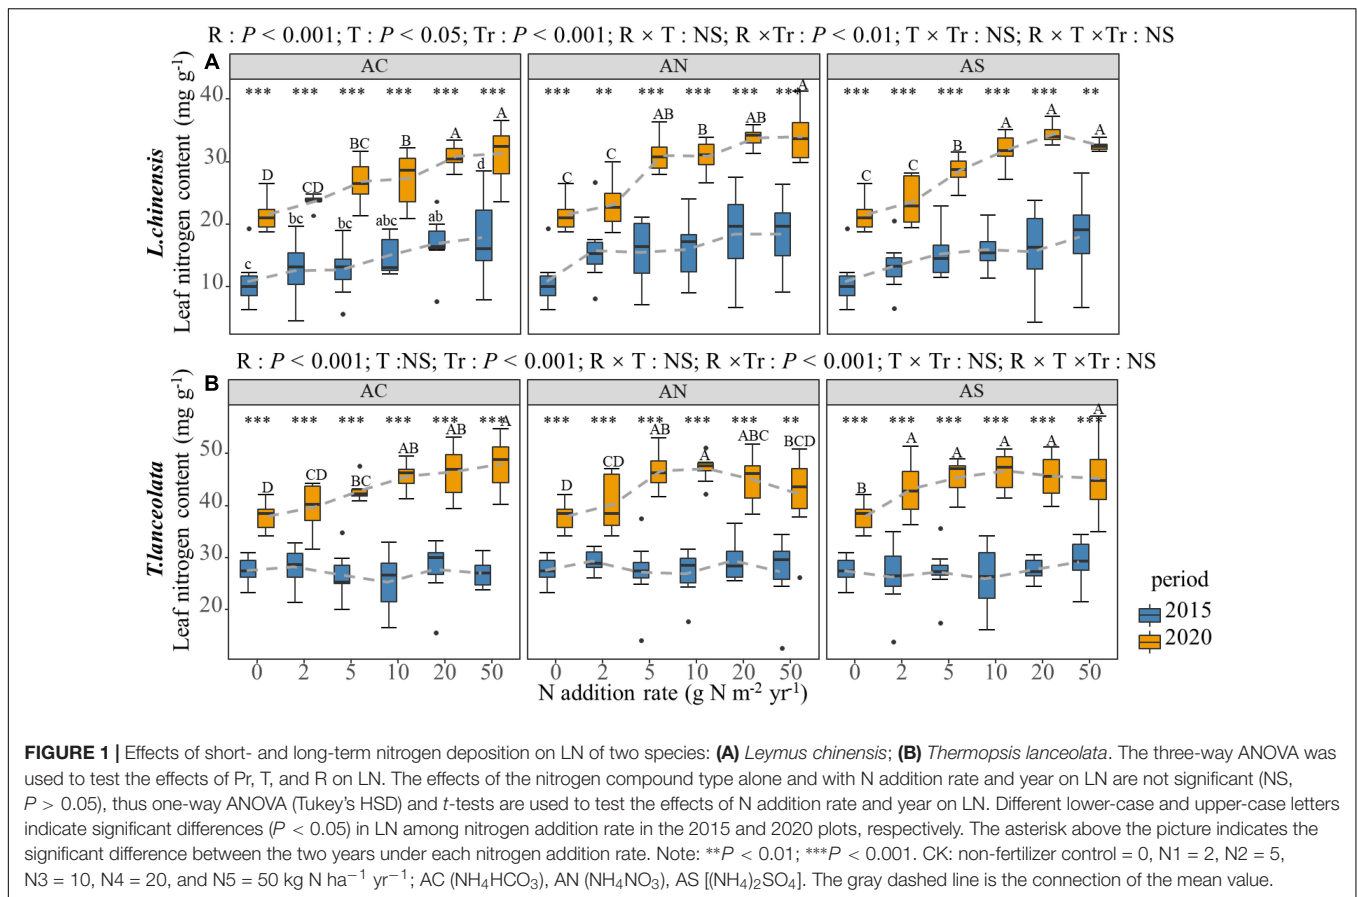 R : P < 0.001; T : P < 0.05; Tr : P < 0.001; R × T : NS; R ×Tr : P < 0.01; T × Tr : NS; R × T ×Tr : NS
A
AC AN AS
L.chinensis
Leaf nitrogen content (mg g-1)
40
30
20
10
*** *** *** *** *** ***
D CD BC B A A
c bc bc abc ab d
*** ** *** *** *** ***
C C AB B AB A
*** *** *** *** *** **
C C B A A A
R : P < 0.001; T :NS; Tr : P < 0.001; R × T : NS; R ×Tr : P < 0.001; T × Tr : NS; R × T ×Tr : NS
B
AC AN AS
T.lanceolata
Leaf nitrogen content (mg g-1)
50
40
30
20
*** *** *** *** *** ***
D CD BC AB AB A
*** *** *** *** *** **
D CD AB A ABC BCD
*** *** *** *** *** ***
B A A A A A
0 2 5 10 20 50 0 2 5 10 20 50 0 2 5 10 20 50
N addition rate (g N m-2 yr-1)
period
2015
2020
FIGURE 1 | Effects of short- and long-term nitrogen deposition on LN of two species: (A) Leymus chinensis; (B) Thermopsis lanceolata. The three-way ANOVA was
used to test the effects of Pr, T, and R on LN. The effects of the nitrogen compound type alone and with N addition rate and year on LN are not significant (NS,
P > 0.05), thus one-way ANOVA (Tukey's HSD) and t-tests are used to test the effects of N addition rate and year on LN. Different lower-case and upper-case letters
indicate significant differences (P < 0.05) in LN among nitrogen addition rate in the 2015 and 2020 plots, respectively. The asterisk above the picture indicates the
significant difference between the two years under each nitrogen addition rate. Note: **P < 0.01; ***P < 0.001. CK: non-fertilizer control = 0, N1 = 2, N2 = 5,
N3 = 10, N4 = 20, and N5 = 50 kg N ha−1 yr−1; AC (NH4HCO3), AN (NH4NO3), AS [(NH4)2SO4]. The gray dashed line is the connection of the mean value.